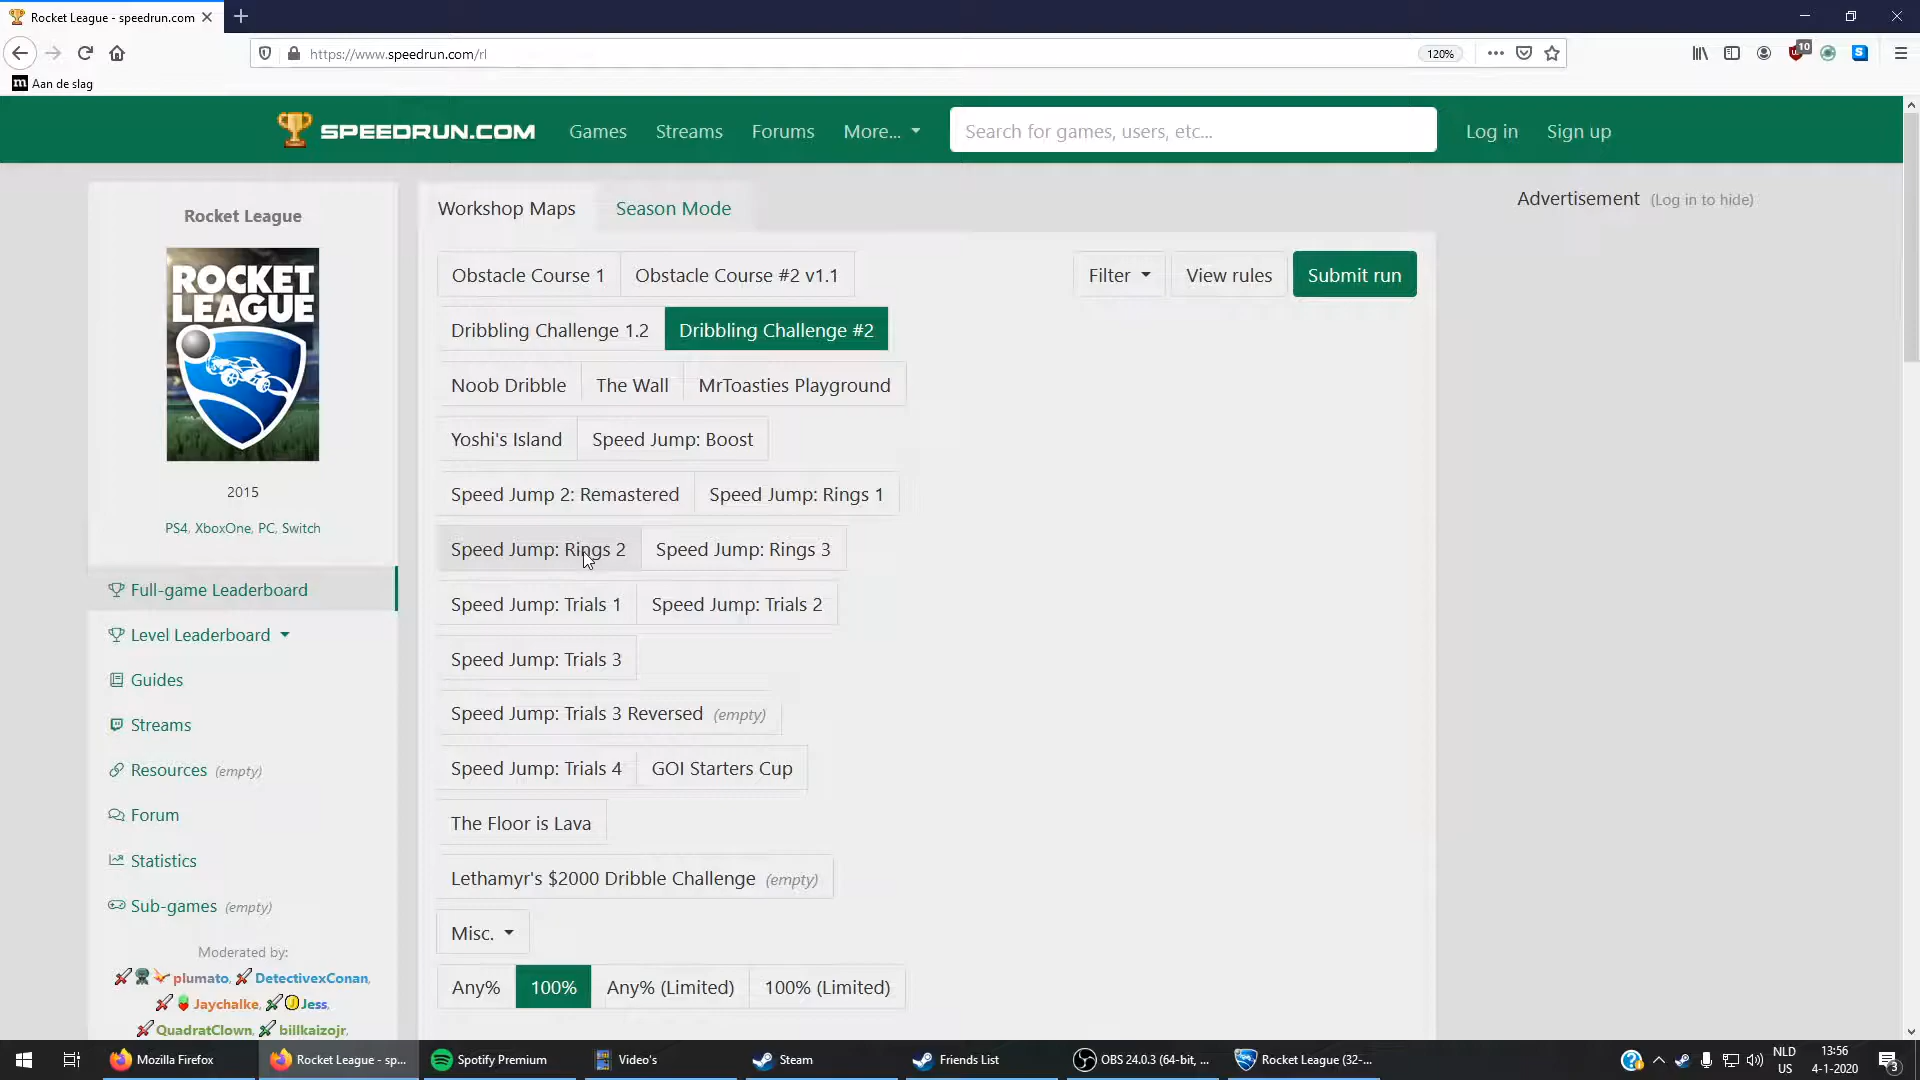 Rocket League - speedrun.com
https://www.speedrun.com/rl
120%
10
Aan de slag
SPEEDRUN.COM
Games
Streams
Forums
More...
Search for games, users, etc...
Log in
Sign up
Rocket League
ROCKET
LEAGUE
2015
PS4, XboxOne, PC, Switch
Full-game Leaderboard
Level Leaderboard
Guides
Streams
Resources (empty)
Forum
Statistics
Sub-games (empty)
Moderated by:
plumato, DetectivexConan,
Jaychalke, Jess,
QuadratClown, billkaizojr,
Workshop Maps
Season Mode
Obstacle Course 1
Obstacle Course #2 v1.1
Filter
View rules
Submit run
Dribbling Challenge 1.2
Dribbling Challenge #2
Noob Dribble
The Wall
MrToasties Playground
Yoshi's Island
Speed Jump: Boost
Speed Jump 2: Remastered
Speed Jump: Rings 1
Speed Jump: Rings 2
Speed Jump: Rings 3
Speed Jump: Trials 1
Speed Jump: Trials 2
Speed Jump: Trials 3
Speed Jump: Trials 3 Reversed (empty)
Speed Jump: Trials 4
GOI Starters Cup
The Floor is Lava
Lethamyr's $2000 Dribble Challenge (empty)
Misc.
Any%
100%
Any% (Limited)
100% (Limited)
Advertisement (Log in to hide)
Mozilla Firefox
Rocket League - sp...
Spotify Premium
Video's
Steam
Friends List
OBS 24.0.3 (64-bit, ...
Rocket League (32-...
NLD
US
13:56
4-1-2020
3